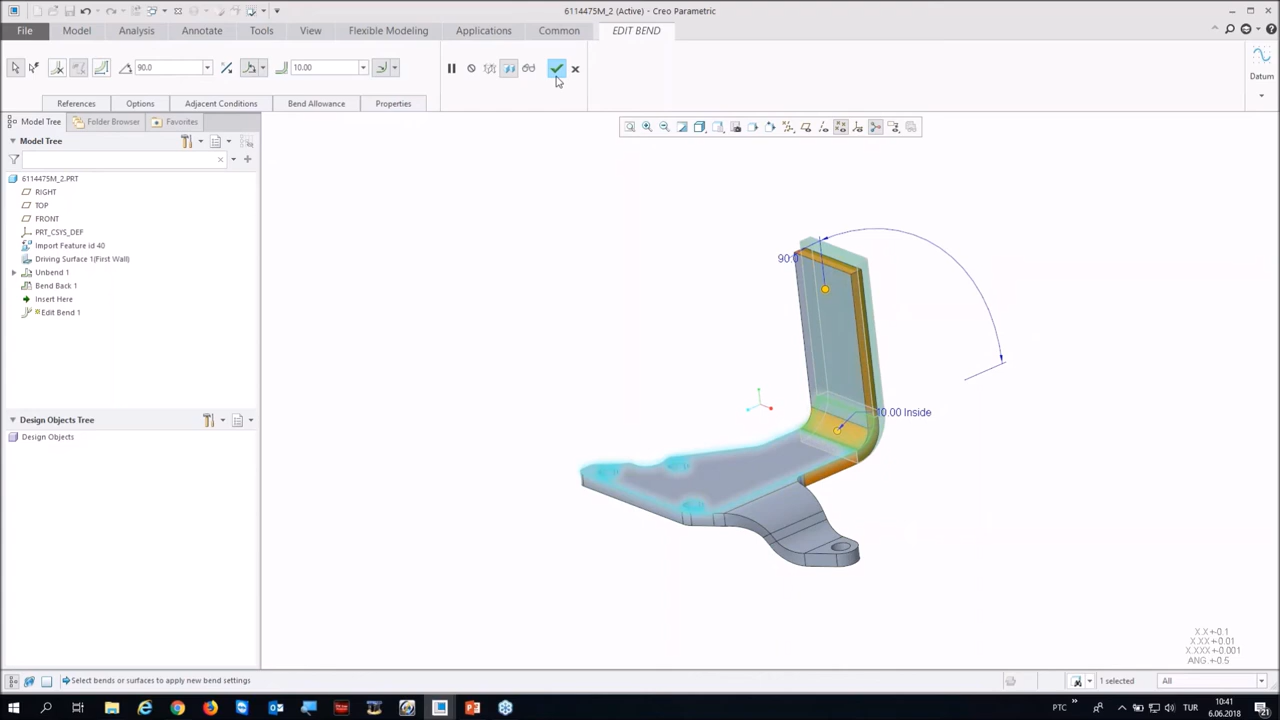 6114475M_2 (Active) - Creo Parametric
File
Model
Analysis
Annotate
Tools
View
Flexible Modeling
Applications
Common
EDIT BEND
90.0
10.00
Datum
References
Options
Adjacent Conditions
Bend Allowance
Properties
Model Tree
Folder Browser
Favorites
Model Tree
6114475M_2.PRT
RIGHT
TOP
FRONT
PRT_CSYS_DEF
Import Feature id 40
Driving Surface 1(First Wall)
Unbend 1
Bend Back 1
Insert Here
Edit Bend 1
Design Objects Tree
Design Objects
90.0
10.00 Inside
X.X+-0.1
X.XX+-0.01
X.XXX+-0.001
ANG.+-0.5
Select bends or surfaces to apply new bend settings
1 selected
All
PTC
TUR
10:41
6.06.2018
21